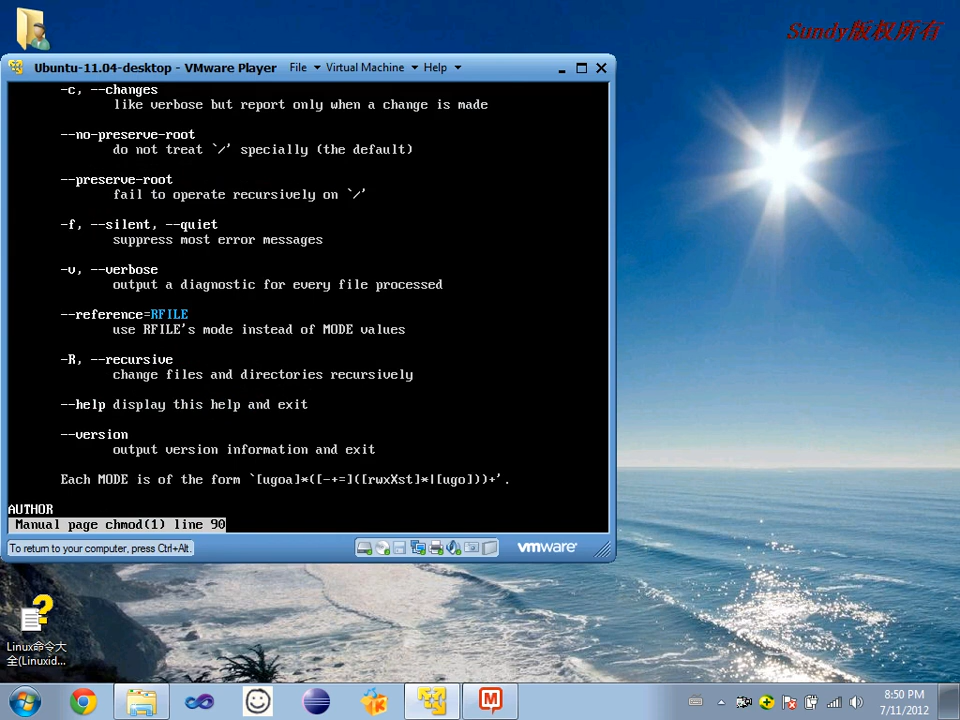 Sundy版权所有
Ubuntu-11.04-desktop - VMware Player File Virtual Machine Help
-c, --changes
like verbose but report only when a change is made
--no-preserve-root
do not treat `/' specially (the default)
--preserve-root
fail to operate recursively on `/'
-f, --silent, --quiet
suppress most error messages
-v, --verbose
output a diagnostic for every file processed
--reference=RFILE
use RFILE's mode instead of MODE values
-R, --recursive
change files and directories recursively
--help display this help and exit
--version
output version information and exit
Each MODE is of the form `[ugoa]*([-+=]([rwxXst]*|[ugo]))+'.
AUTHOR
Manual page chmod(1) line 90
To return to your computer, press Ctrl+Alt.
vmware
Linux命令大
全(Linuxid...
8:50 PM
7/11/2012